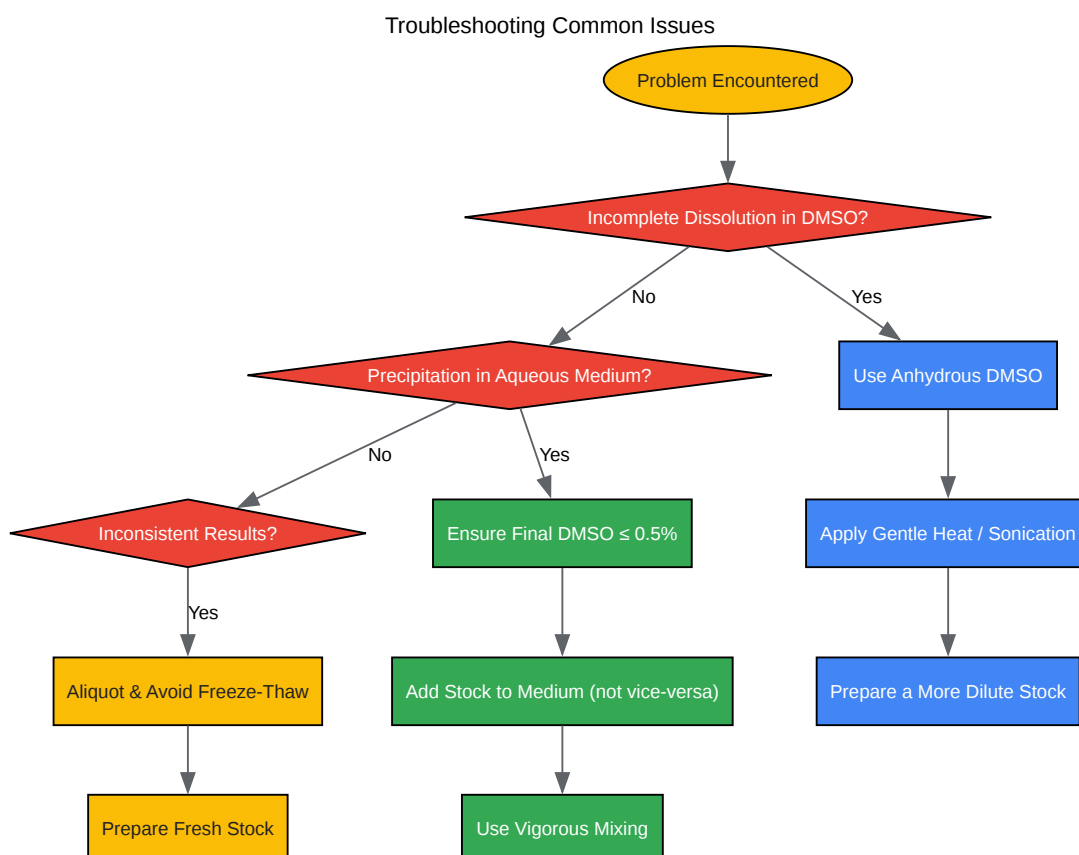 Troubleshooting Common Issues
Problem Encountered
Incomplete Dissolution in DMSO?
No
Yes
Precipitation in Aqueous Medium?
Use Anhydrous DMSO
No
Yes
Inconsistent Results?
Ensure Final DMSO ≤ 0.5%
Apply Gentle Heat / Sonication
Yes
Aliquot & Avoid Freeze-Thaw
Add Stock to Medium (not vice-versa)
Prepare a More Dilute Stock
Prepare Fresh Stock
Use Vigorous Mixing